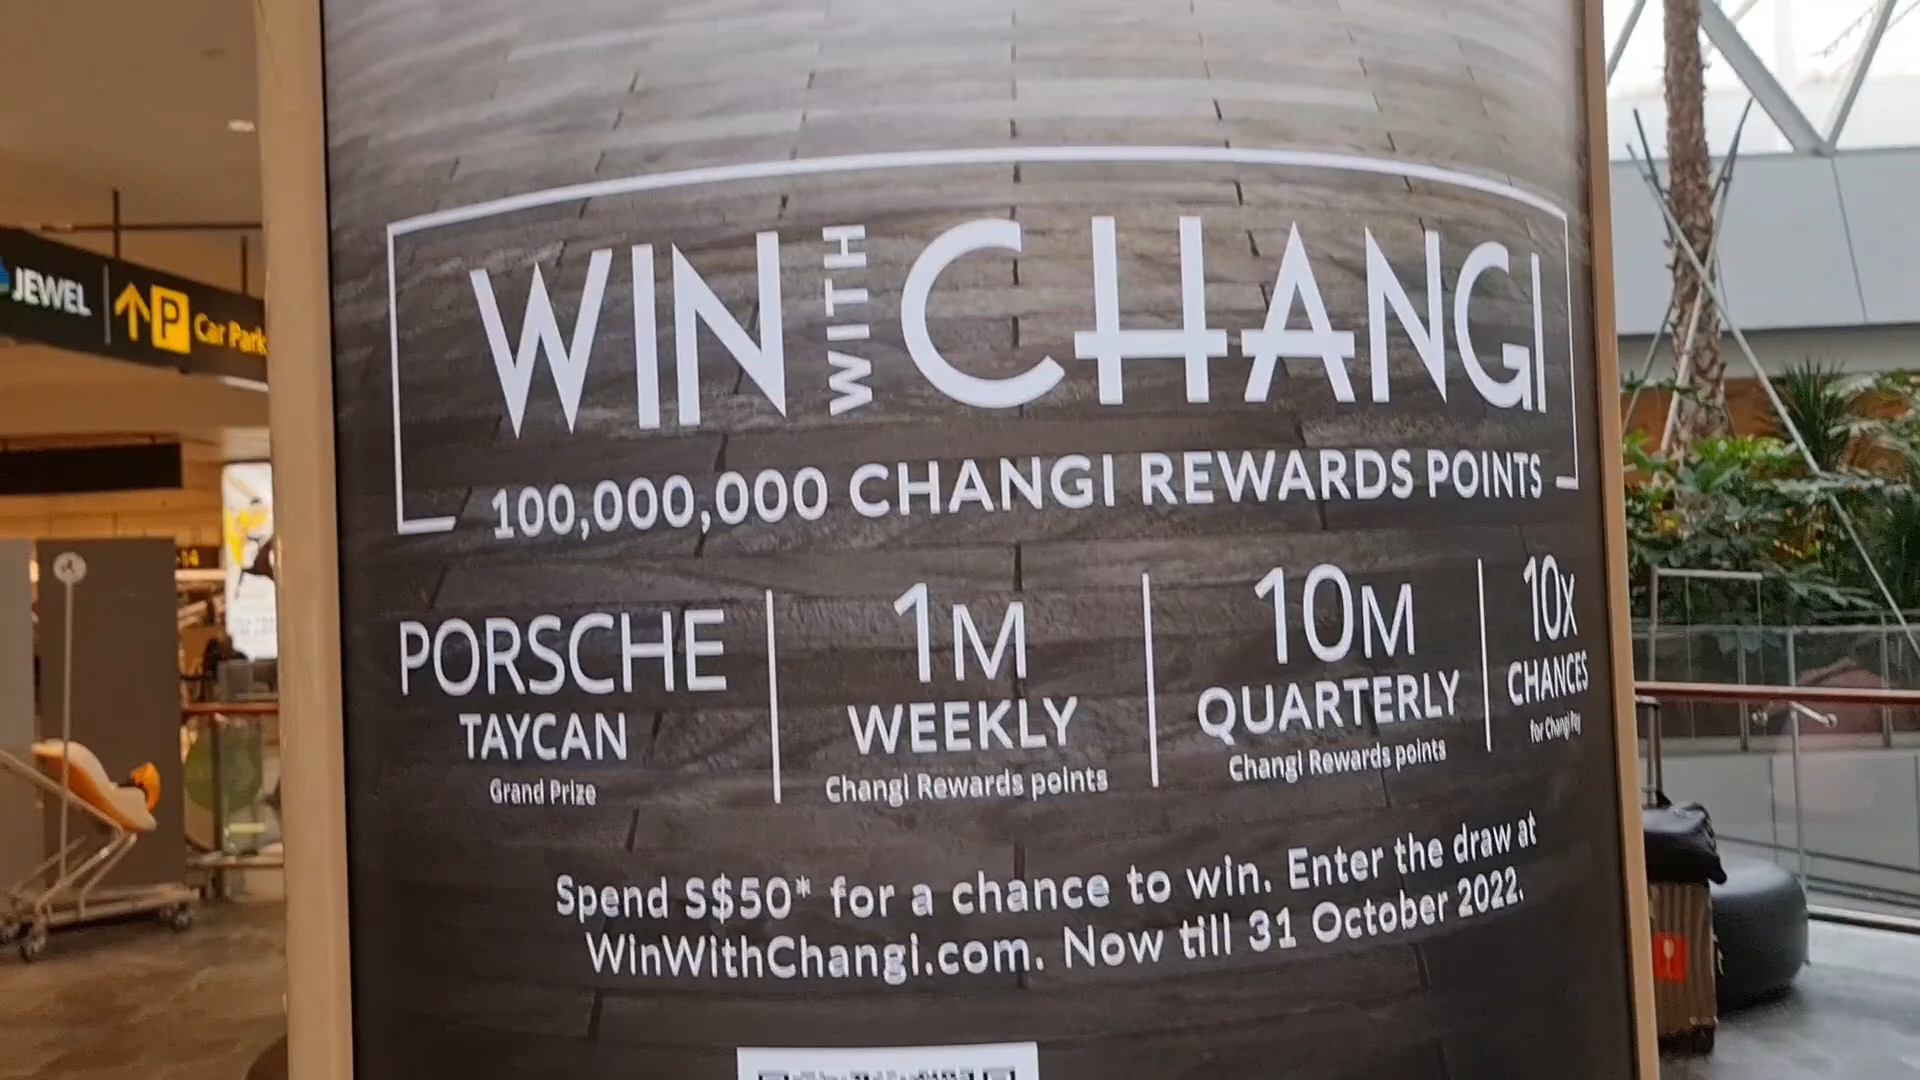 JEWEL
P Car Park
WIN WITH CHANGI
100,000,000 CHANGI REWARDS POINTS
PORSCHE
TAYCAN
Grand Prize
1M
WEEKLY
Changi Rewards points
10M
QUARTERLY
Changi Rewards points
10X
CHANCES
for Changi Pay
Spend S$50* for a chance to win. Enter the draw at
WinWithChangi.com. Now till 31 October 2022.